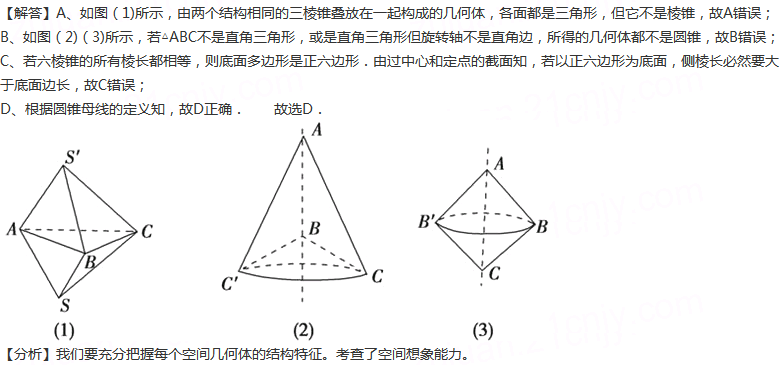 【解答】A、如图(1)所示，由两个结构相同的三棱锥叠放在一起构成的几何体，各面都是三角形，但它不是棱锥，故A错误；
B、如图(2)(3)所示，若△ABC不是直角三角形，或是直角三角形但旋转轴不是直角边，所得的几何体都不是圆锥，故B错误；
C、若六棱锥的所有棱长都相等，则底面多边形是正六边形．由过中心和定点的截面知，若以正六边形为底面，侧棱长必然要大
于底面边长，故C错误；
D、根据圆锥母线的定义知，故D正确． 故选D．
S′
A
C
B
S
(1)
A
B
C′
C
(2)
A
B′
B
C
(3)
【分析】我们要充分把握每个空间几何体的结构特征。考查了空间想象能力。